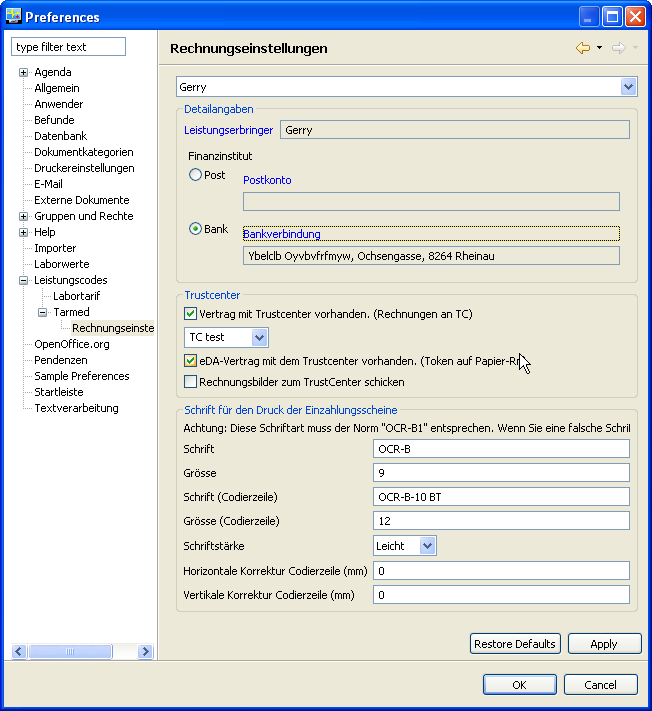 Preferences
type filter text
Agenda
Allgemein
Anwender
Befunde
Datenbank
Dokumentkategorien
Druckereinstellungen
E-Mail
Externe Dokumente
Gruppen und Rechte
Help
Importer
Laborwerte
Leistungscodes
Labortarif
Tarmed
Rechnungseinste
OpenOffice.org
Pendenzen
Sample Preferences
Startleiste
Textverarbeitung
Rechnungseinstellungen
Gerry
Detailangaben
Leistungserbringer Gerry
Finanzinstitut
Post
Postkonto
Bank
Bankverbindung
Ybelclb Oyvbvfrfmyw, Ochsengasse, 8264 Rheinau
Trustcenter
Vertrag mit Trustcenter vorhanden. (Rechnungen an TC)
TC test
eDA-Vertrag mit dem Trustcenter vorhanden. (Token auf Papier-R
Rechnungsbilder zum TrustCenter schicken
Schrift für den Druck der Einzahlungsscheine
Achtung: Diese Schriftart muss der Norm "OCR-B1" entsprechen. Wenn Sie eine falsche Schri
Schrift OCR-B
Grösse 9
Schrift (Codierzeile) OCR-B-10 BT
Grösse (Codierzeile) 12
Schriftstärke Leicht
Horizontale Korrektur Codierzeile (mm) 0
Vertikale Korrektur Codierzeile (mm) 0
Restore Defaults Apply
OK Cancel